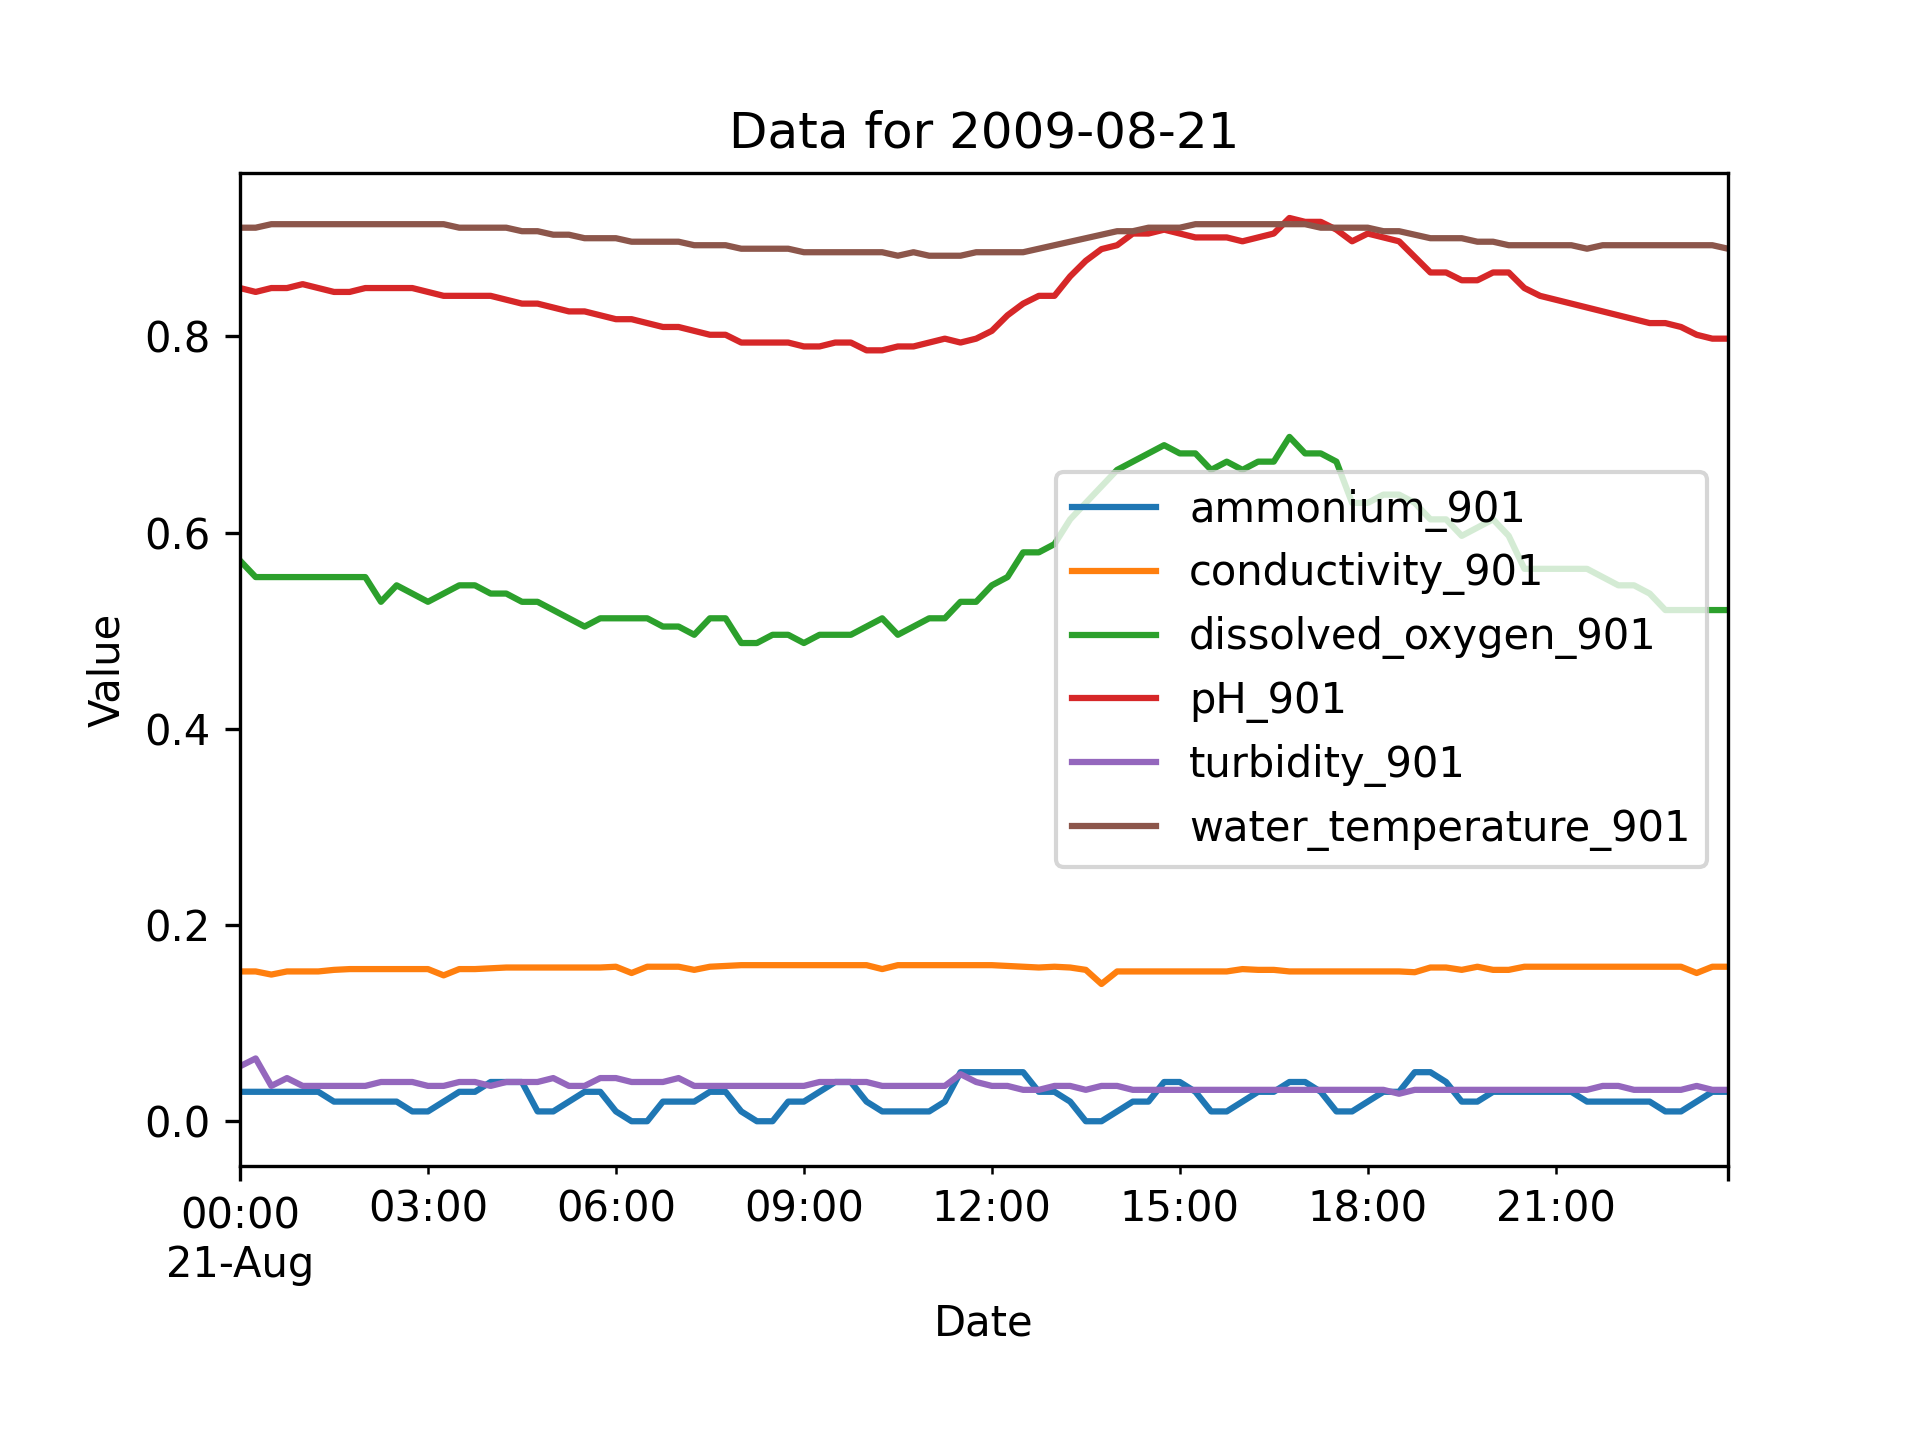 Data for 2009-08-21
Value
0.8
0.6
0.4
0.2
0.0
ammonium_901
conductivity_901
dissolved_oxygen_901
pH_901
turbidity_901
water_temperature_901
00:00 03:00 06:00 09:00 12:00 15:00 18:00 21:00
21-Aug
Date